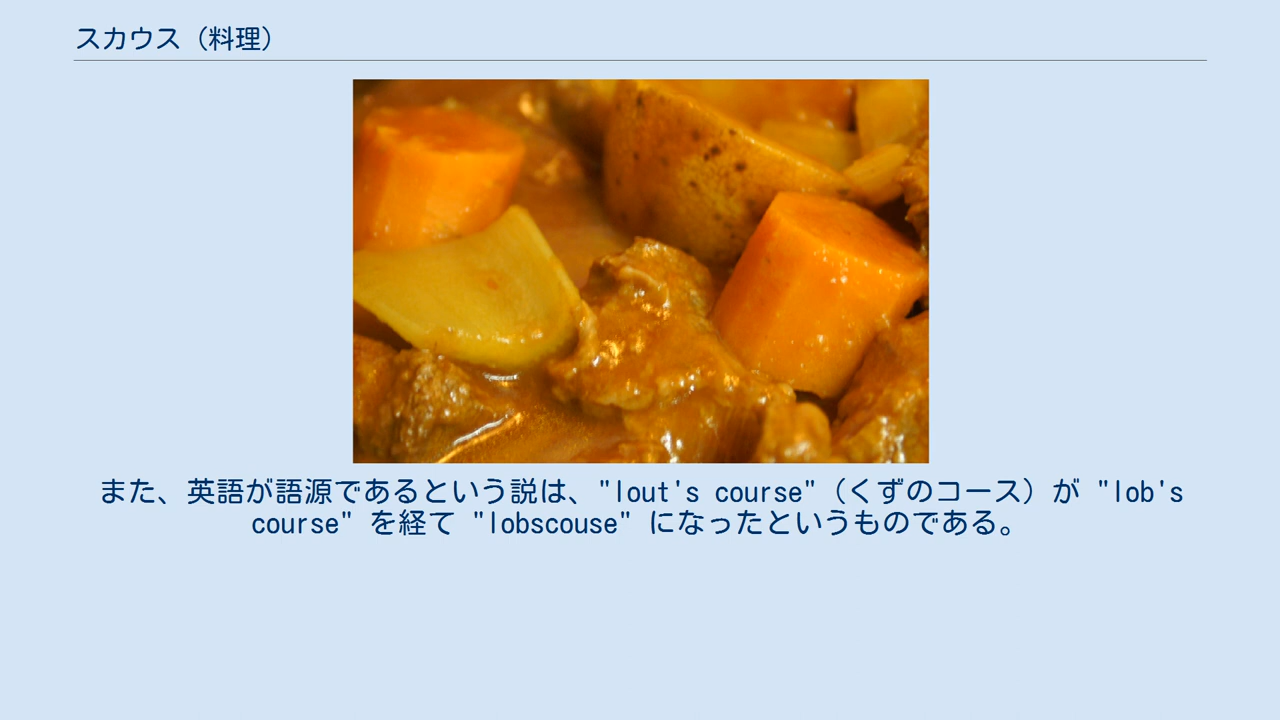 スカウス（料理）
また、英語が語源であるという説は、"lout's course"（くずのコース）が "lob's
course" を経て "lobscouse" になったというものである。